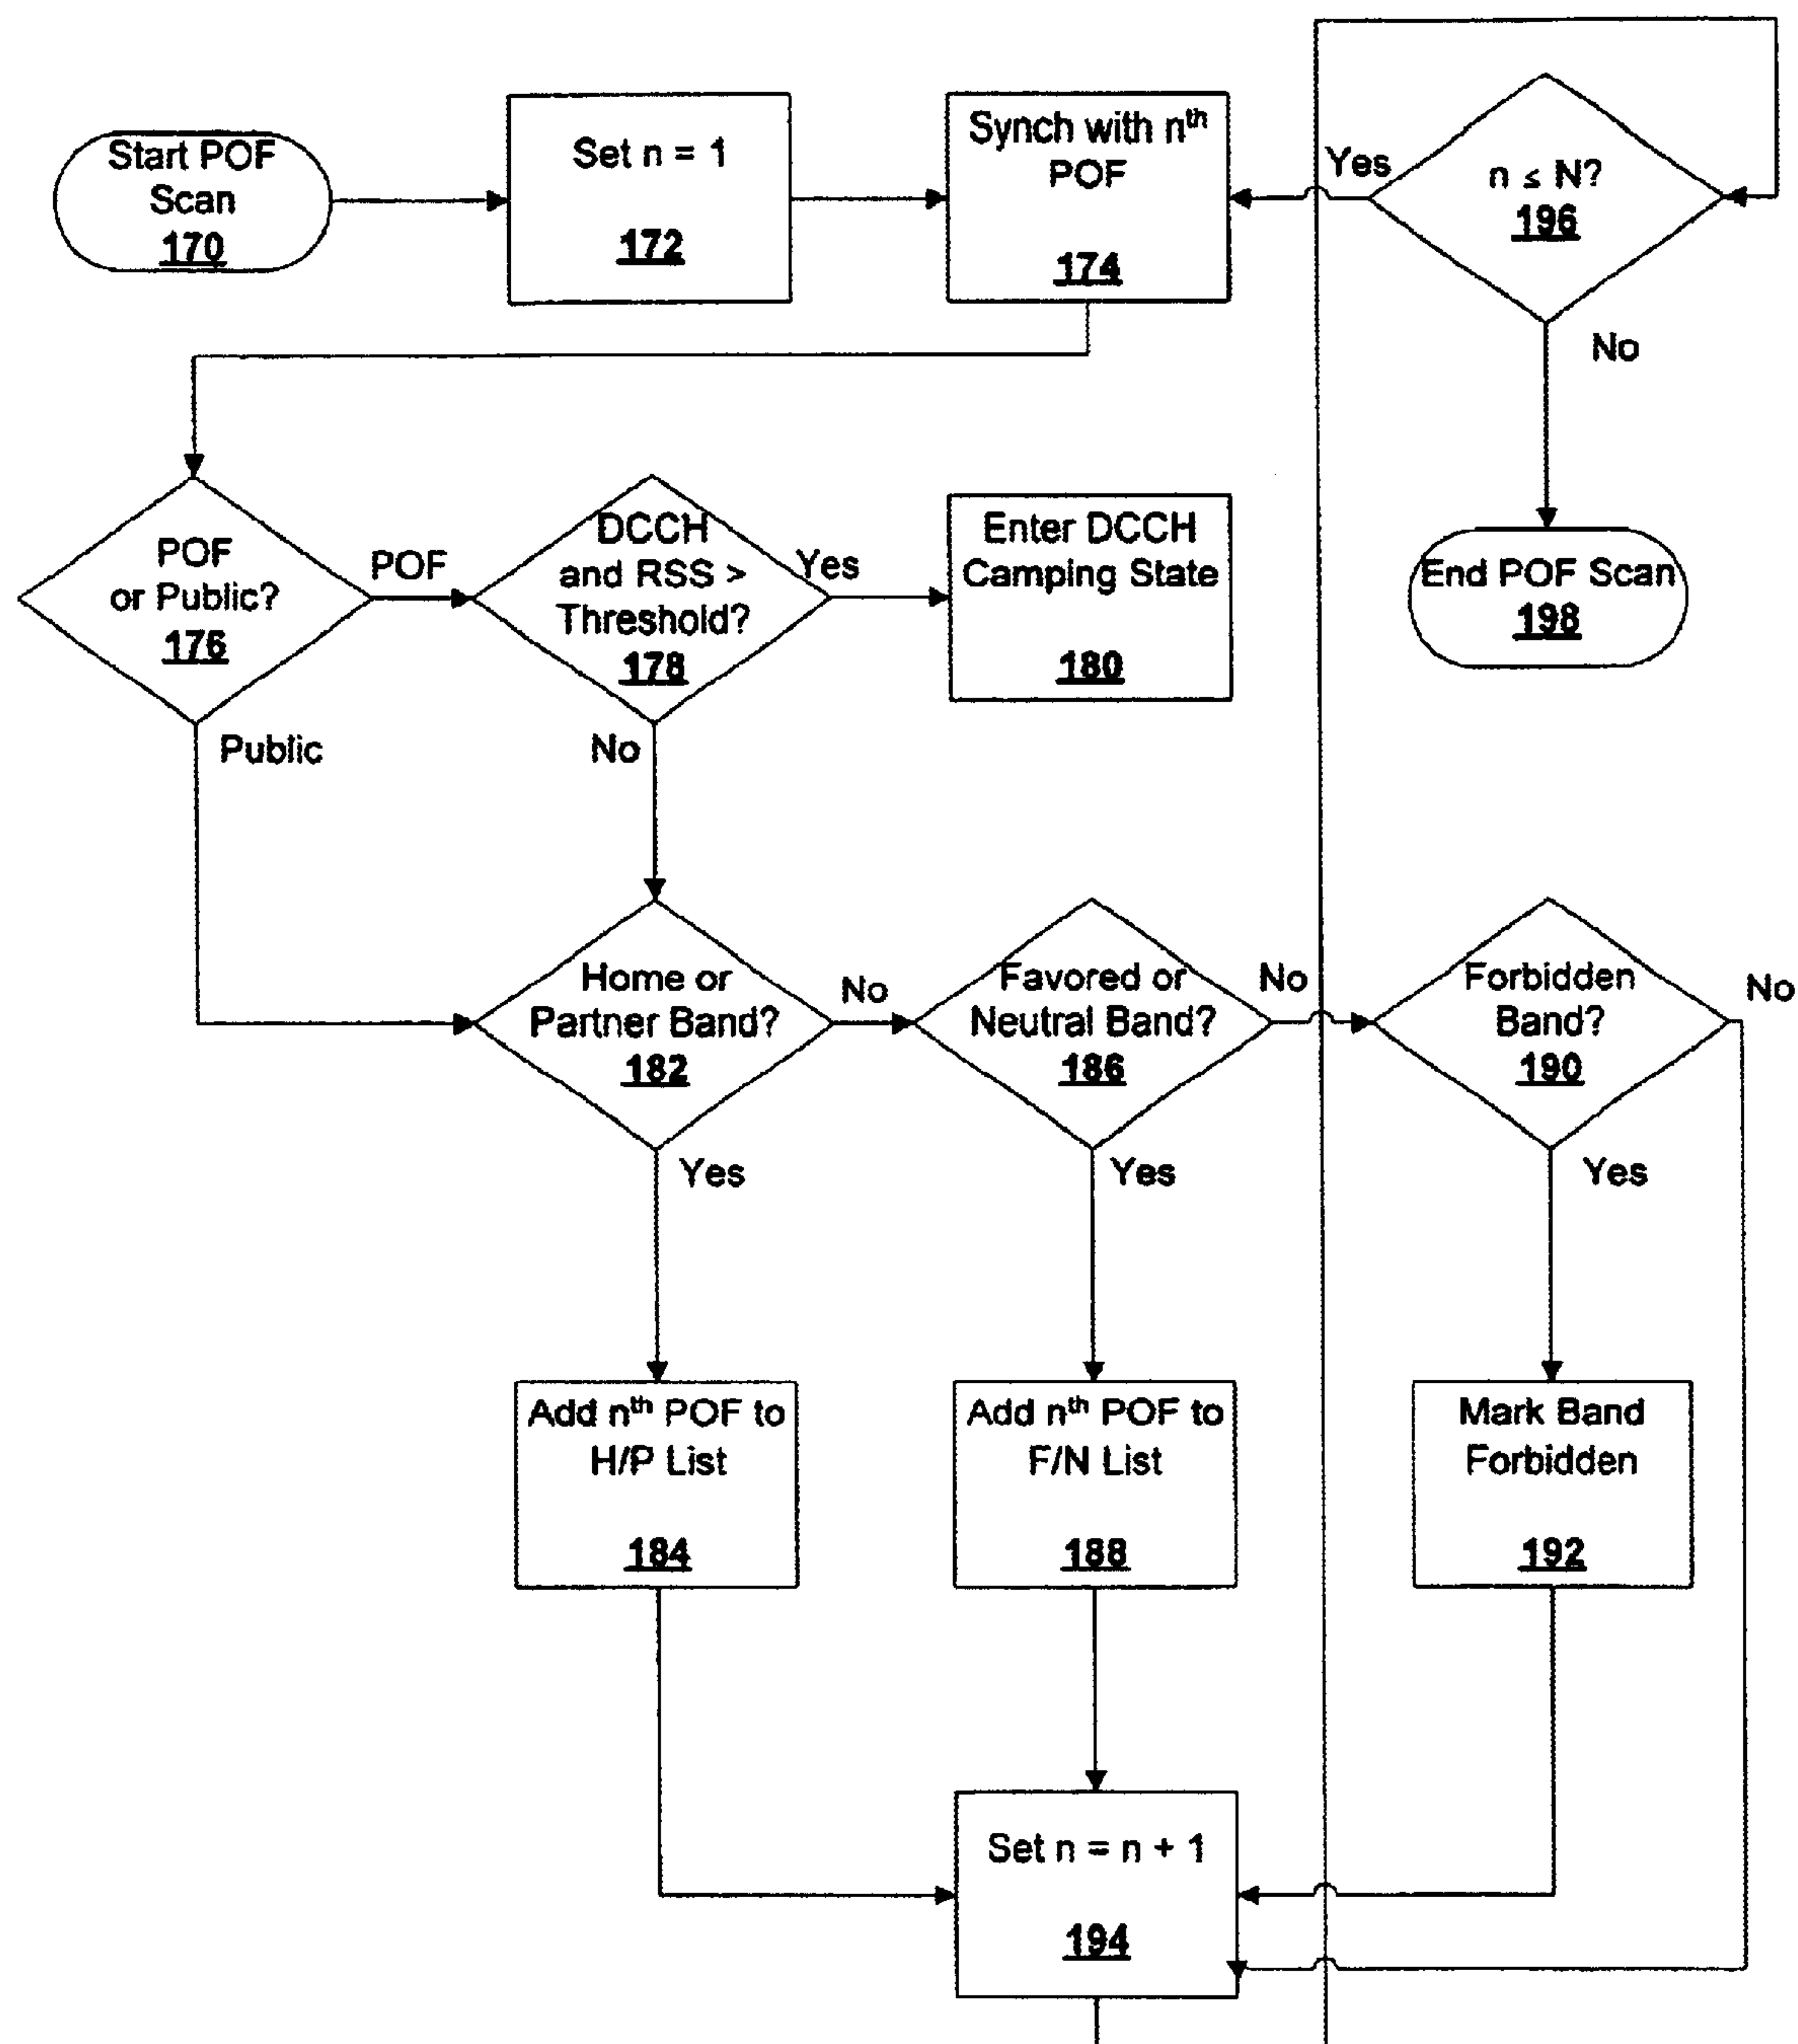 Start POF
Scan
170
Set n = 1
172
Synch with nth
POF
174
Yes
n ≤ N?
196
No
POF
or Public?
176
POF
DCCH
and RSS >
Threshold?
178
Yes
Enter DCCH
Camping State
180
End POF Scan
198
Public
No
Home or
Partner Band?
182
No
Favored or
Neutral Band?
186
No
Forbidden
Band?
190
No
Yes
Yes
Yes
Add nth POF to
H/P List
184
Add nth POF to
F/N List
188
Mark Band
Forbidden
192
Set n = n + 1
194